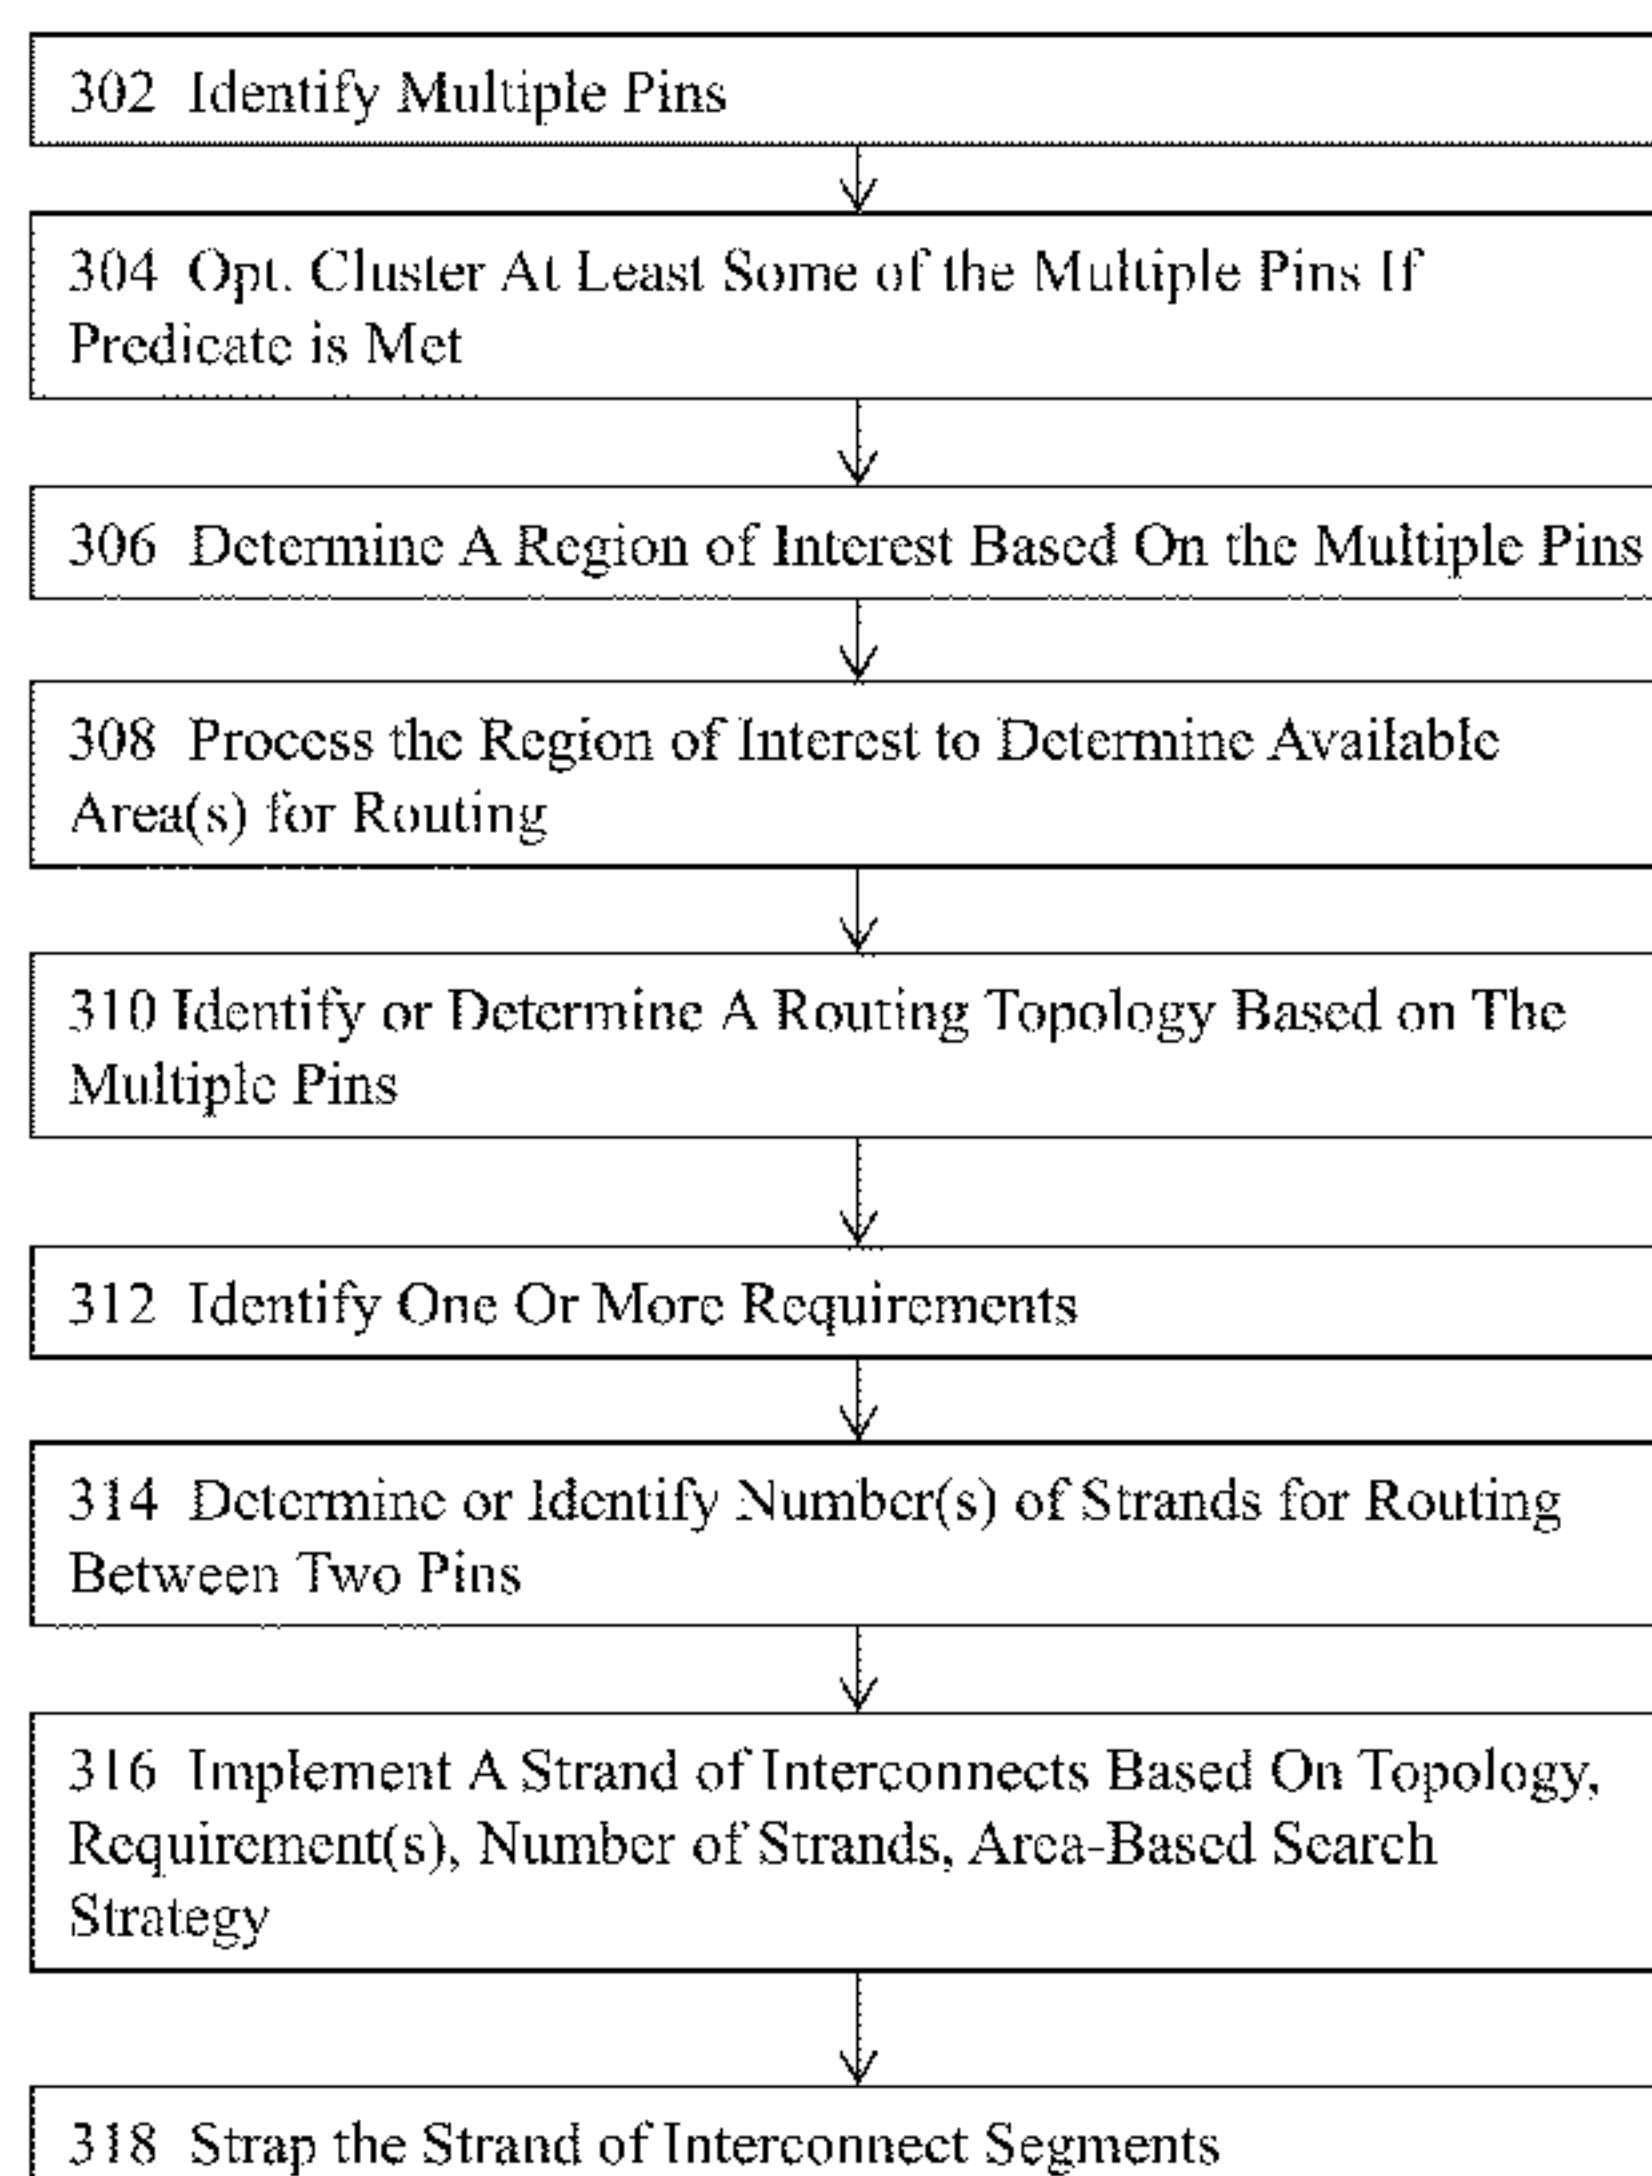 302 Identify Multiple Pins
304 Opt. Cluster At Least Some of the Multiple Pins If
Predicate is Met
306 Determine A Region of Interest Based On the Multiple Pins
308 Process the Region of Interest to Determine Available
Area(s) for Routing
310 Identify or Determine A Routing Topology Based on The
Multiple Pins
312 Identify One Or More Requirements
314 Determine or Identify Number(s) of Strands for Routing
Between Two Pins
316 Implement A Strand of Interconnects Based On Topology,
Requirement(s), Number of Strands, Area-Based Search
Strategy
318 Strap the Strand of Interconnect Segments